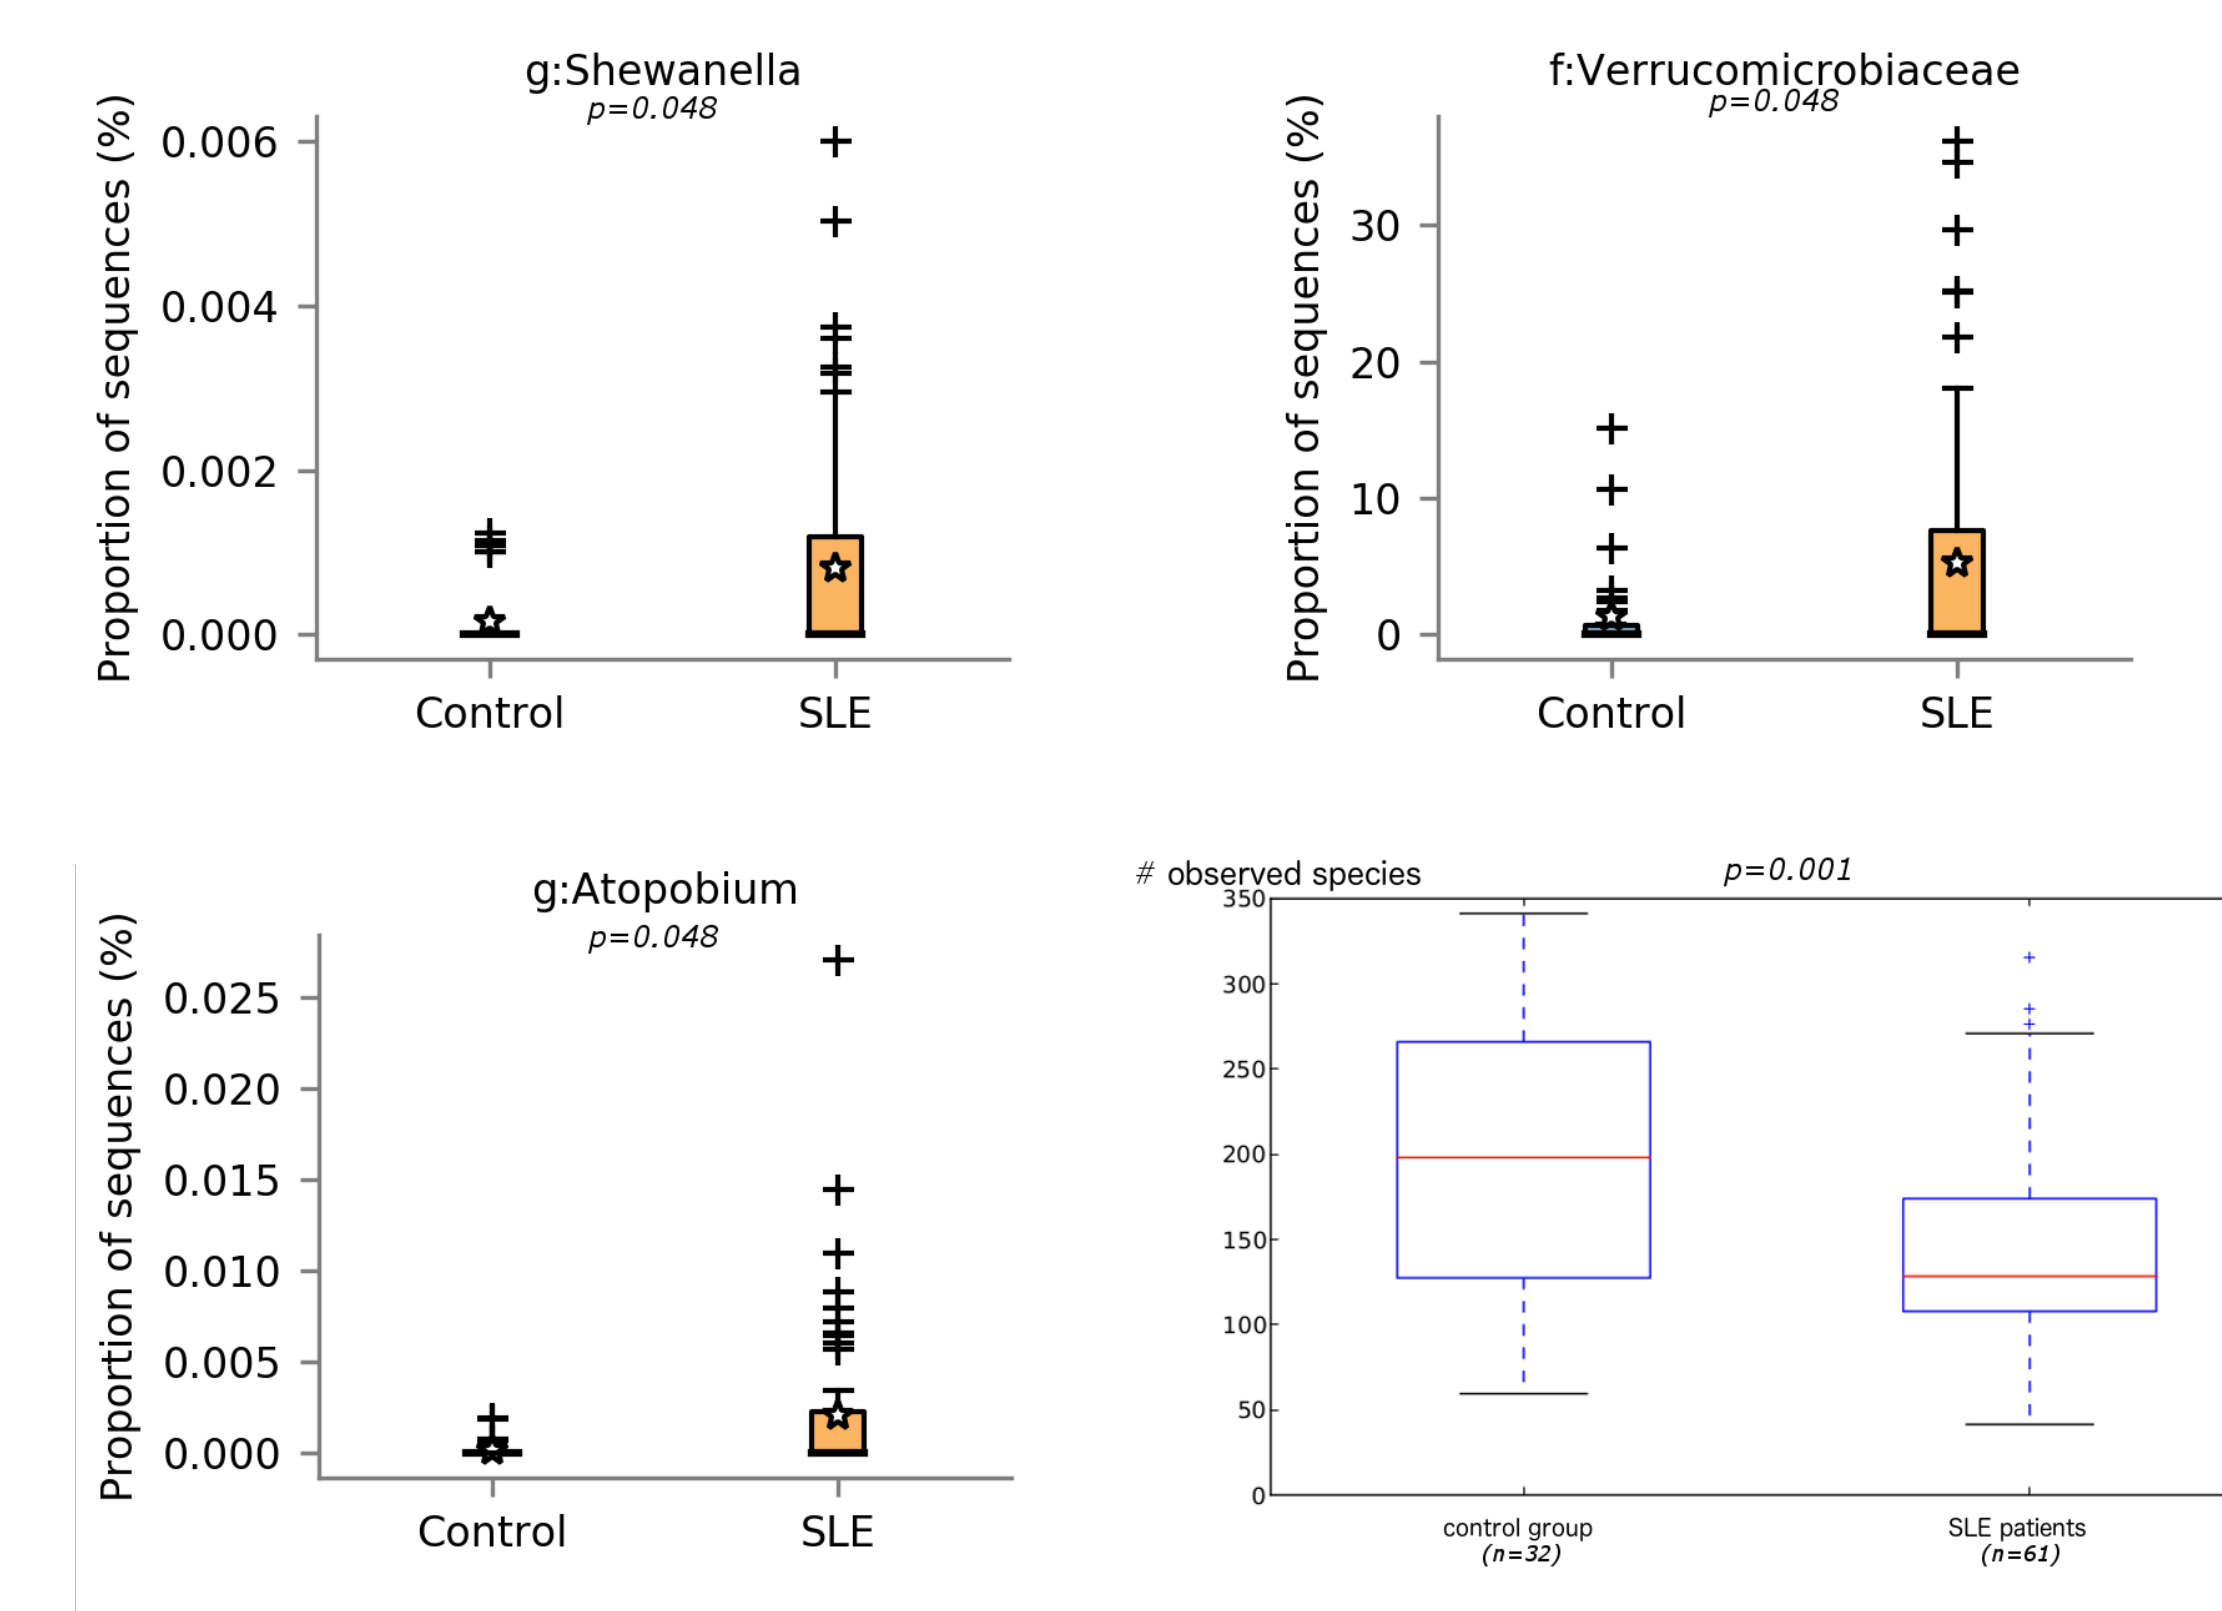 g:Shewanella
p=0.048
Proportion of sequences (%)
0.006
0.004
0.002
0.000
Control
SLE
f:Verrucomicrobiaceae
p=0.048
Proportion of sequences (%)
30
20
10
0
Control
SLE
g:Atopobium
p=0.048
Proportion of sequences (%)
0.025
0.020
0.015
0.010
0.005
0.000
Control
SLE
# observed species
p=0.001
350
300
250
200
150
100
50
0
control group
(n=32)
SLE patients
(n=61)